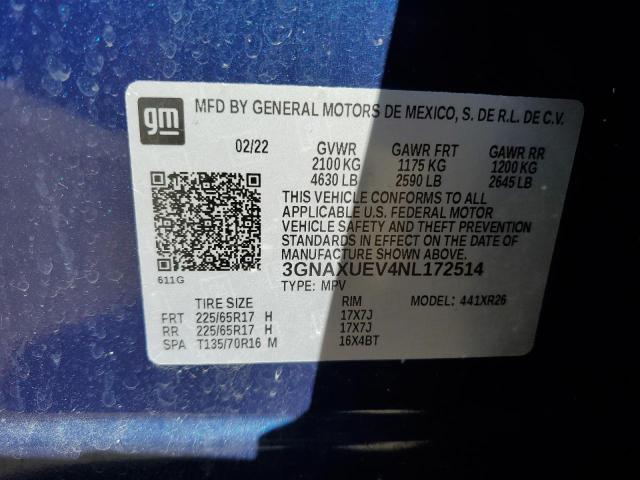 gm
MFD BY GENERAL MOTORS DE MEXICO, S. DE R.L. DE C.V.
02/22 GVWR GAWR FRT GAWR RR
2100 KG 1175 KG 1200 KG
4630 LB 2590 LB 2645 LB
THIS VEHICLE CONFORMS TO ALL
APPLICABLE U.S. FEDERAL MOTOR
VEHICLE SAFETY AND THEFT PREVENTION
STANDARDS IN EFFECT ON THE DATE OF
MANUFACTURE SHOWN ABOVE.
3GNAXUEV4NL172514
611G
TYPE: MPV
TIRE SIZE RIM MODEL: 441XR26
FRT 225/65R17 H 17X7J
RR 225/65R17 H 17X7J
SPA T135/70R16 M 16X4BT